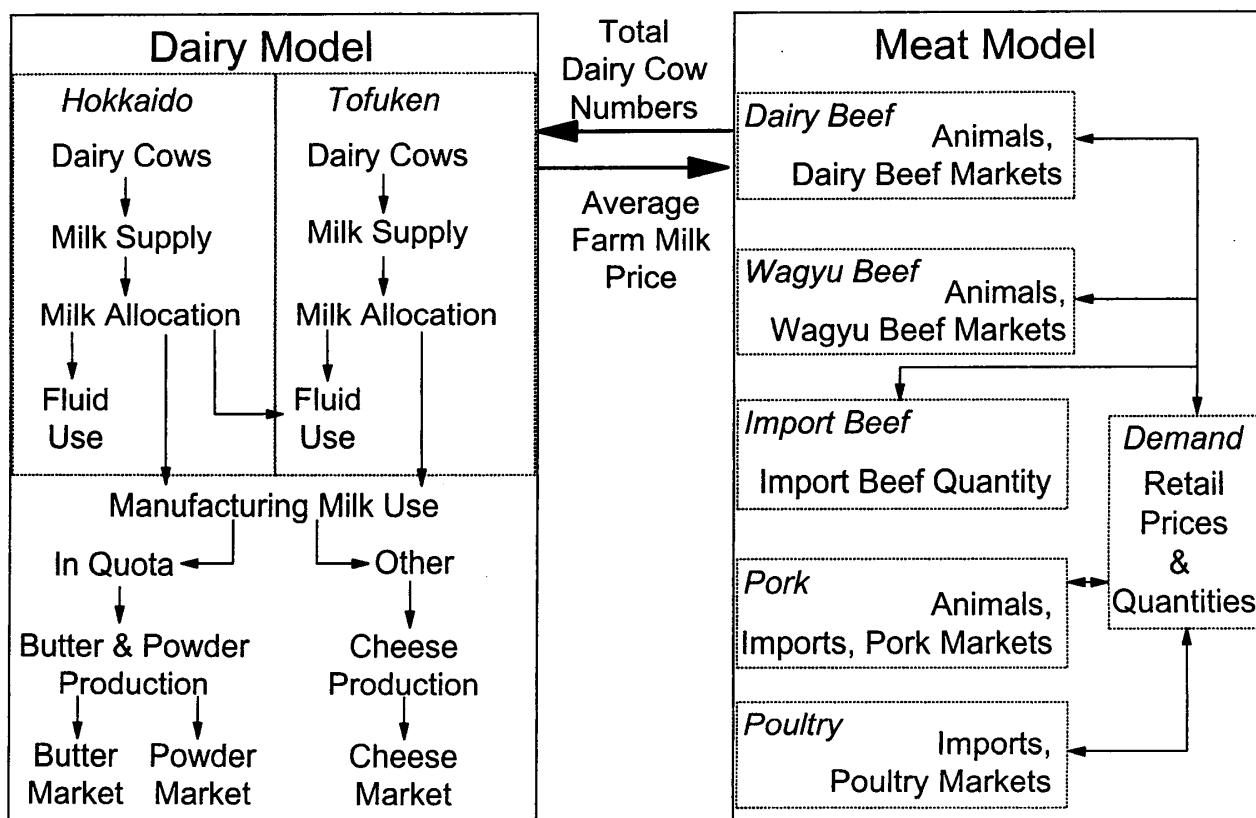 Dairy Model
Hokkaido
Dairy Cows
Milk Supply
Milk Allocation
Fluid
Use
Tofuken
Dairy Cows
Milk Supply
Milk Allocation
Fluid
Use
Manufacturing Milk Use
In Quota
Other
Butter & Powder
Production
Cheese
Production
Butter
Market
Powder
Market
Cheese
Market
Total
Dairy Cow
Numbers
Average
Farm Milk
Price
Meat Model
Dairy Beef
Animals,
Dairy Beef Markets
Wagyu Beef
Animals,
Wagyu Beef Markets
Import Beef
Import Beef Quantity
Pork
Animals,
Imports, Pork Markets
Poultry
Imports,
Poultry Markets
Demand
Retail
Prices
&
Quantities